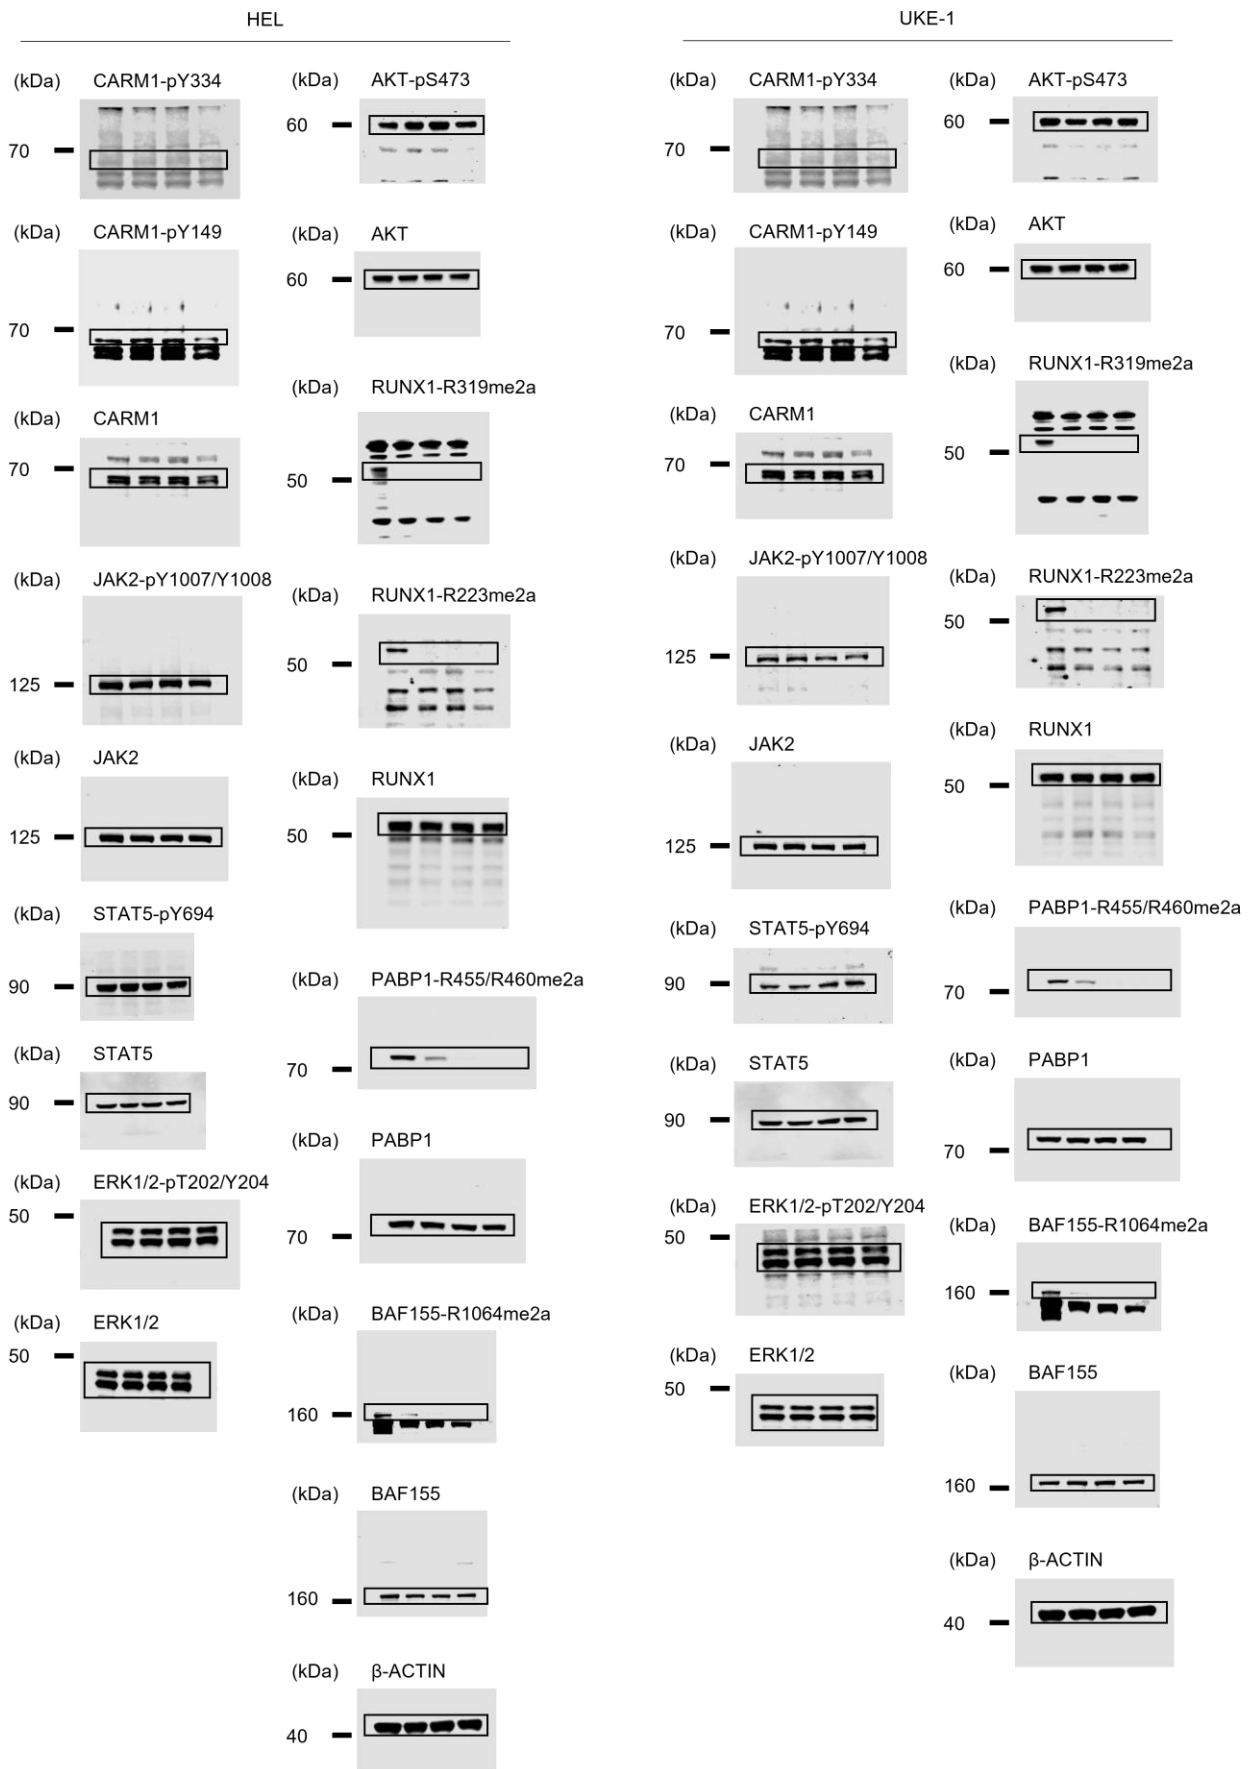 HEL
(kDa) CARM1-pY334
70
(kDa) CARM1-pY149
70
(kDa) CARM1
70
(kDa) JAK2-pY1007/Y1008
125
(kDa) JAK2
125
(kDa) STAT5-pY694
90
(kDa) STAT5
90
(kDa) ERK1/2-pT202/Y204
50
(kDa) ERK1/2
50
(kDa) AKT-pS473
60
(kDa) AKT
60
(kDa) RUNX1-R319me2a
50
(kDa) RUNX1-R223me2a
50
(kDa) RUNX1
50
(kDa) PABP1-R455/R460me2a
70
(kDa) PABP1
70
(kDa) BAF155-R1064me2a
160
(kDa) BAF155
160
(kDa) β-ACTIN
40
UKE-1
(kDa) CARM1-pY334
70
(kDa) CARM1-pY149
70
(kDa) CARM1
70
(kDa) JAK2-pY1007/Y1008
125
(kDa) JAK2
125
(kDa) STAT5-pY694
90
(kDa) STAT5
90
(kDa) ERK1/2-pT202/Y204
50
(kDa) ERK1/2
50
(kDa) AKT-pS473
60
(kDa) AKT
60
(kDa) RUNX1-R319me2a
50
(kDa) RUNX1-R223me2a
50
(kDa) RUNX1
50
(kDa) PABP1-R455/R460me2a
70
(kDa) PABP1
70
(kDa) BAF155-R1064me2a
160
(kDa) BAF155
160
(kDa) β-ACTIN
40